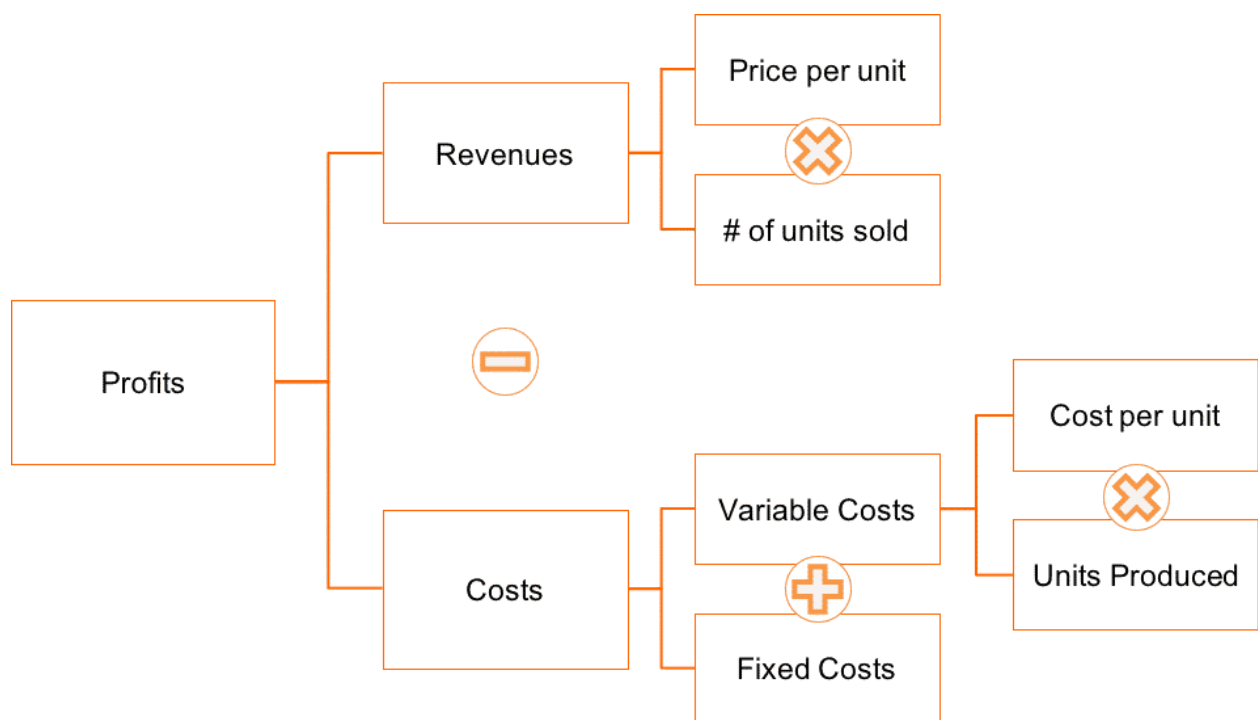 Price per unit
Revenues
# of units sold
Profits
Cost per unit
Variable Costs
Units Produced
Costs
Fixed Costs